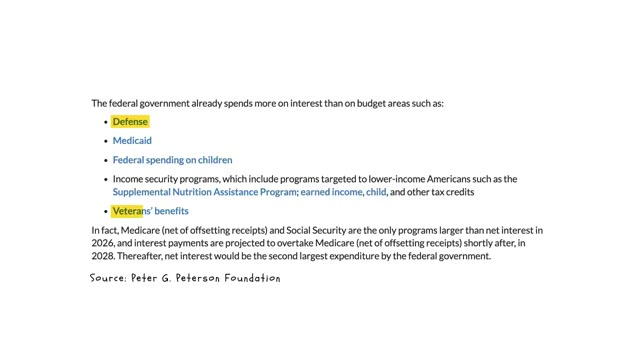 The federal government already spends more on interest than on budget areas such as:
• Defense
• Medicaid
• Federal spending on children
• Income security programs, which include programs targeted to lower-income Americans such as the
Supplemental Nutrition Assistance Program; earned income, child, and other tax credits
• Veterans' benefits
In fact, Medicare (net of offsetting receipts) and Social Security are the only programs larger than net interest in
2026, and interest payments are projected to overtake Medicare (net of offsetting receipts) shortly after, in
2028. Thereafter, net interest would be the second largest expenditure by the federal government.
Source: Peter G. Peterson Foundation